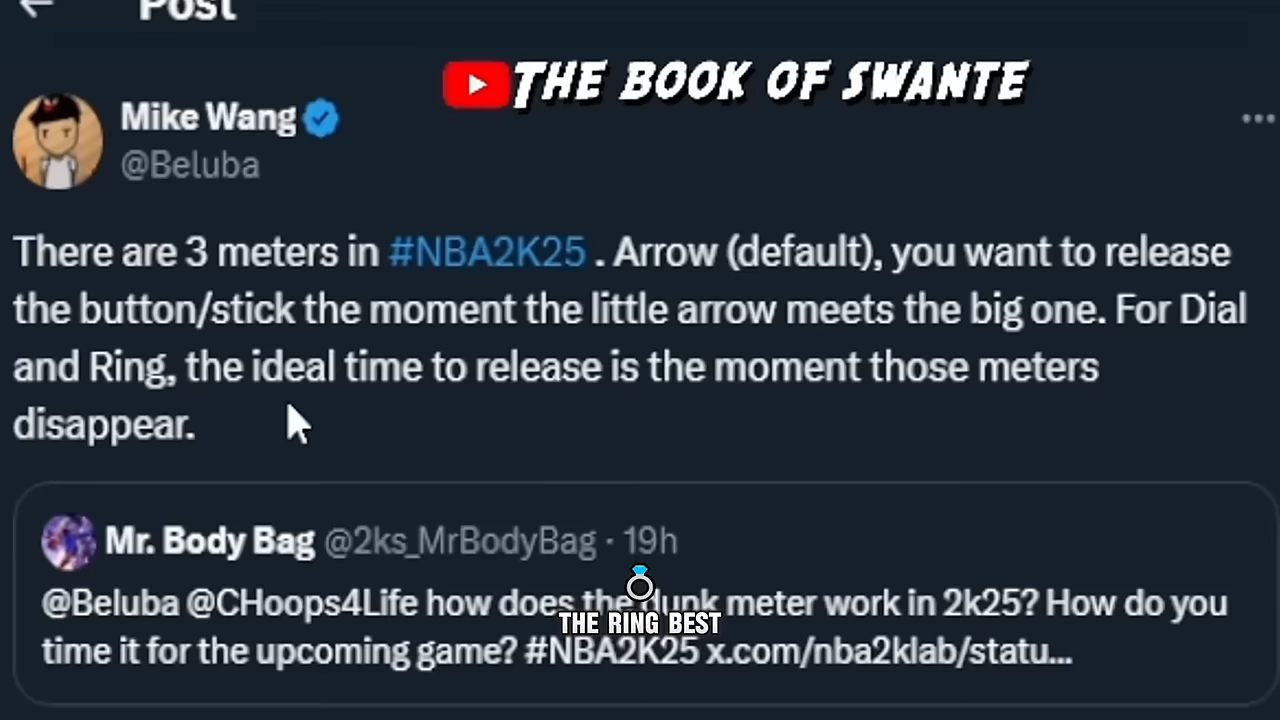 Post
THE BOOK OF SWANTE
Mike Wang
@Beluba
There are 3 meters in #NBA2K25 . Arrow (default), you want to release
the button/stick the moment the little arrow meets the big one. For Dial
and Ring, the ideal time to release is the moment those meters
disappear.
Mr. Body Bag @2ks_MrBodyBag · 19h
@Beluba @CHoops4Life how does the dunk meter work in 2k25? How do you
THE RING BEST
time it for the upcoming game? #NBA2K25 x.com/nba2klab/statu...